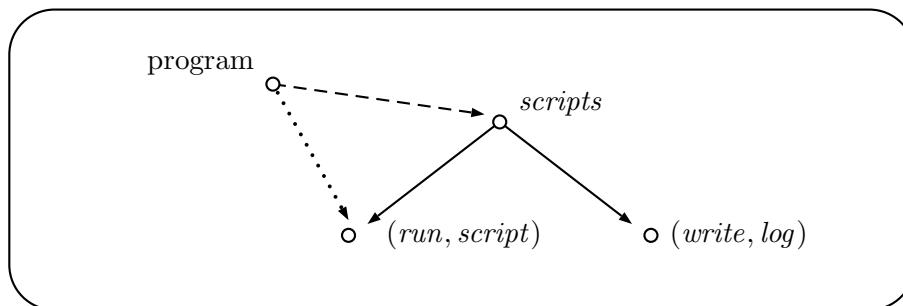 program
scripts
(run, script)
(write, log)